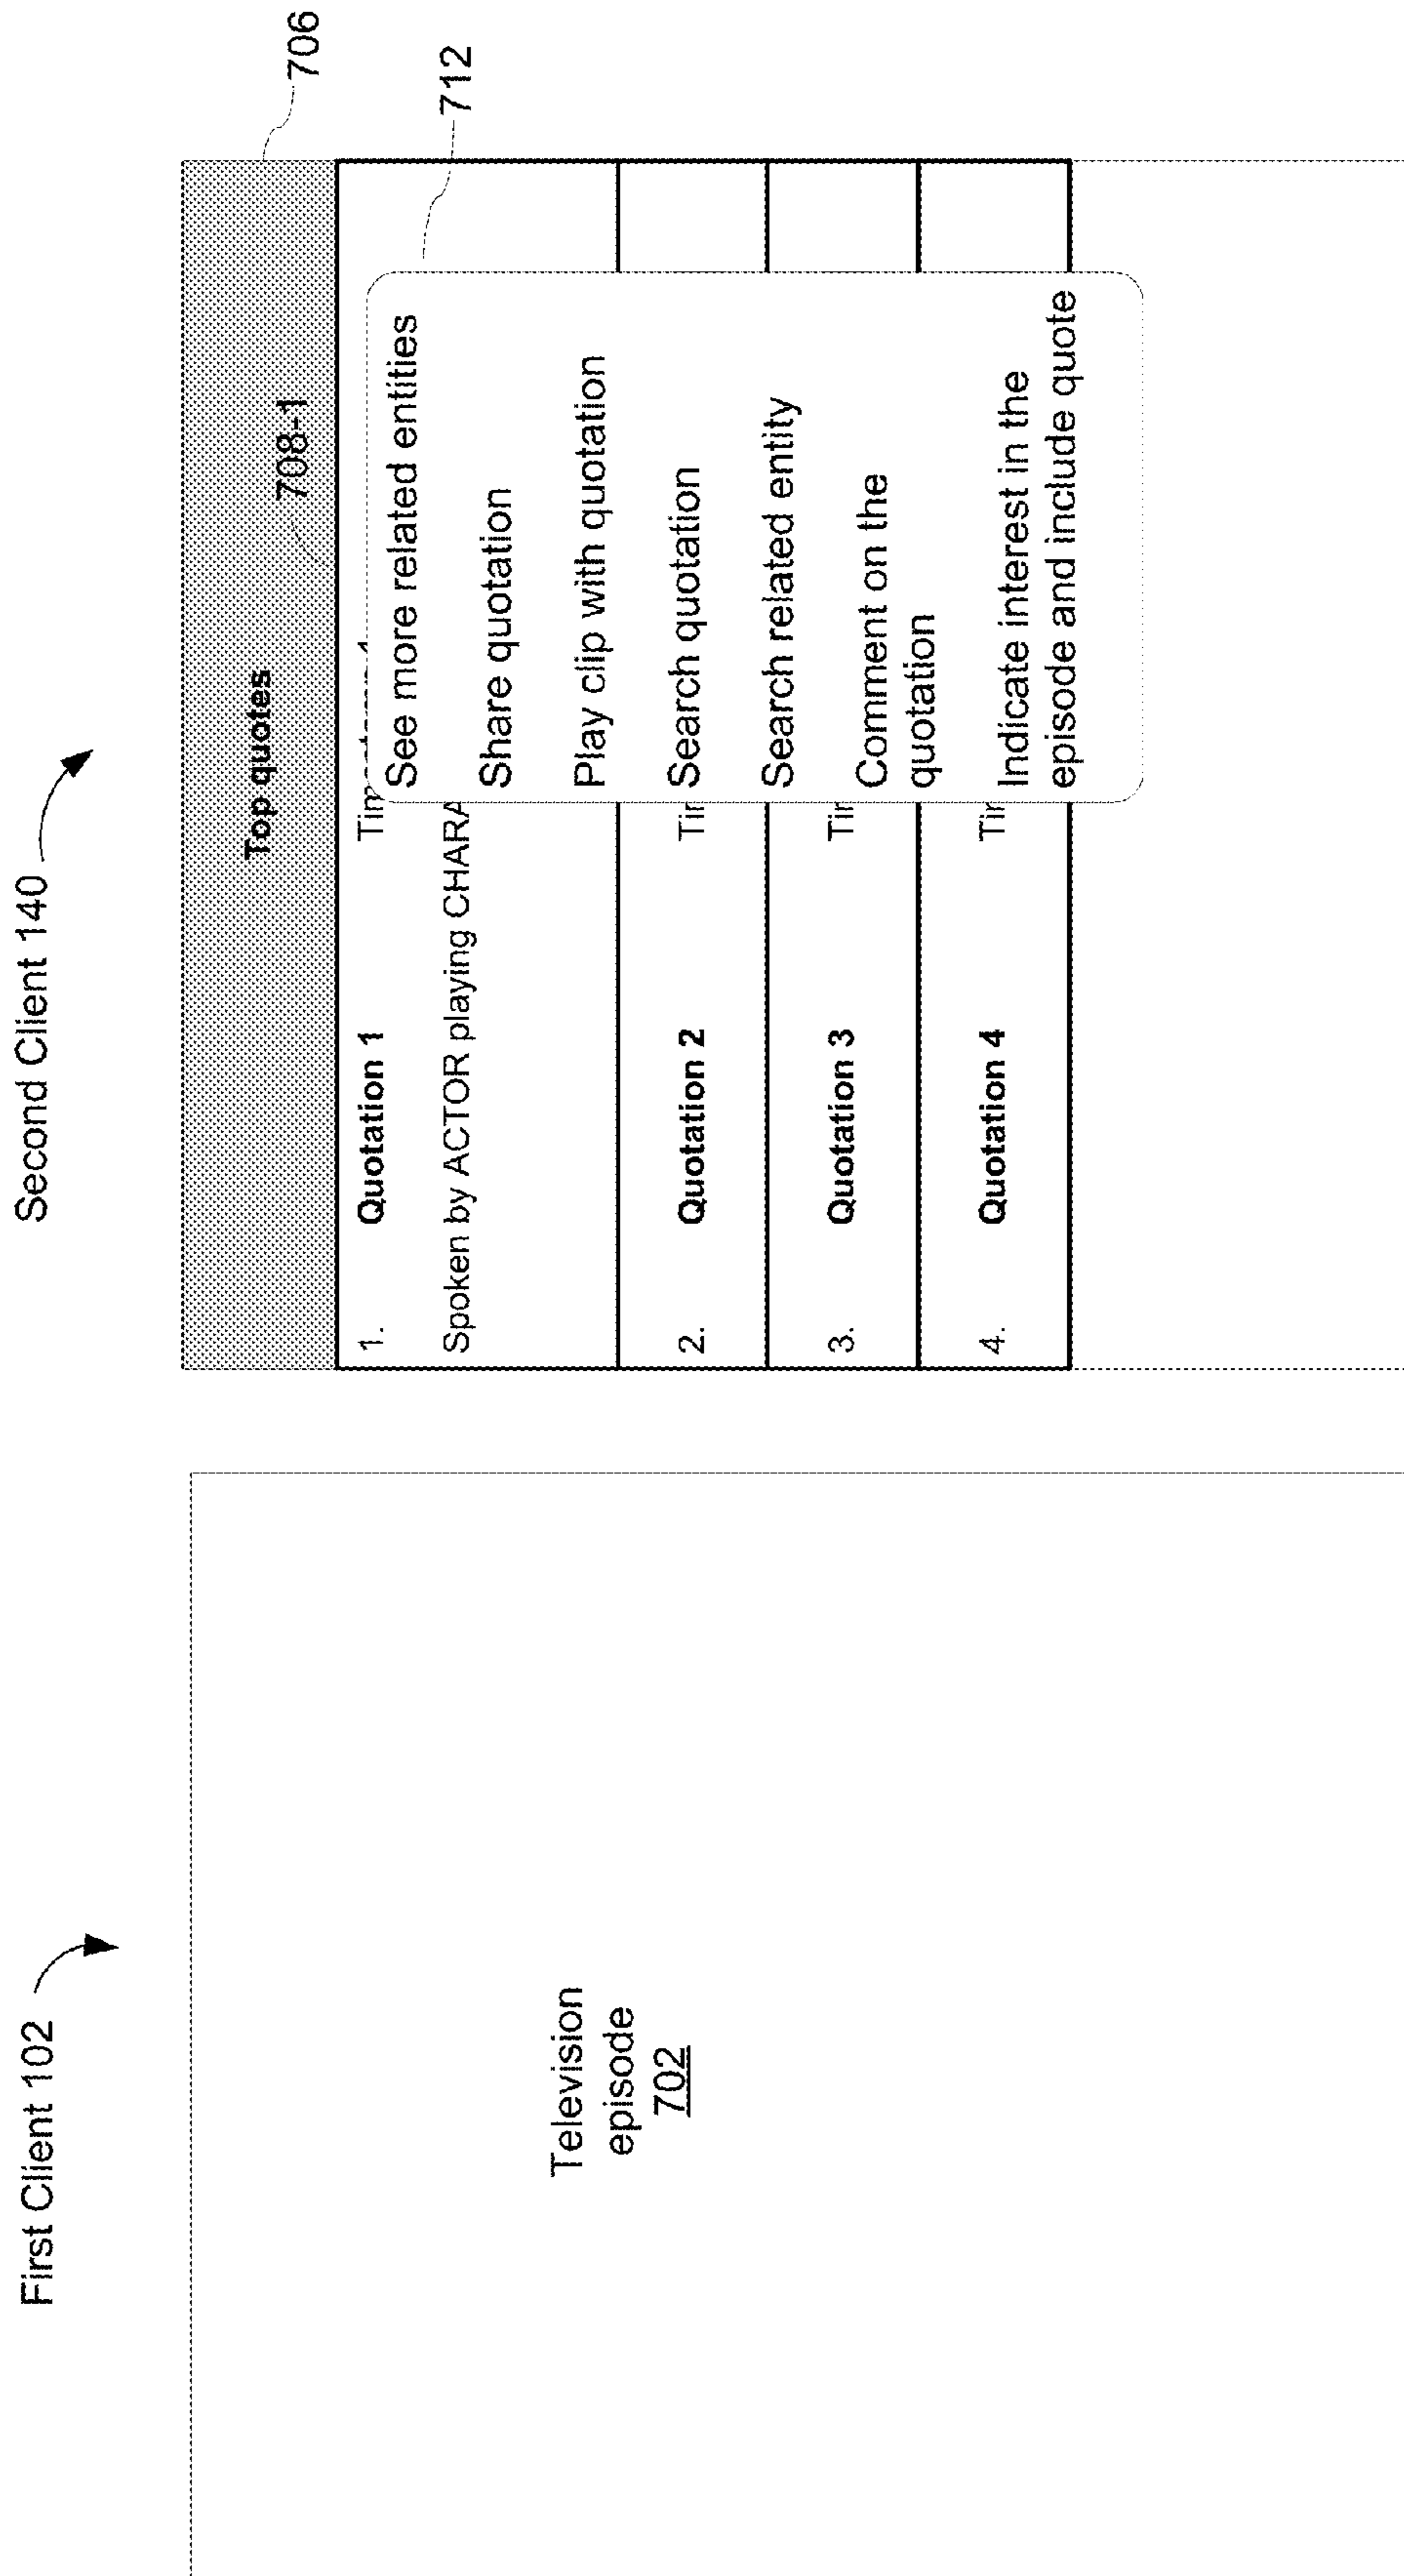 First Client 102
Television
episode
702
Second Client 140
706
Top quotes
708-1
712
1. Quotation 1
Spoken by ACTOR playing
2. Quotation 2
3. Quotation 3
4. Quotation 4
See more related entities
Share quotation
Play clip with quotation
Search quotation
Search related entity
Comment on the
quotation
Indicate interest in the
episode and include quote